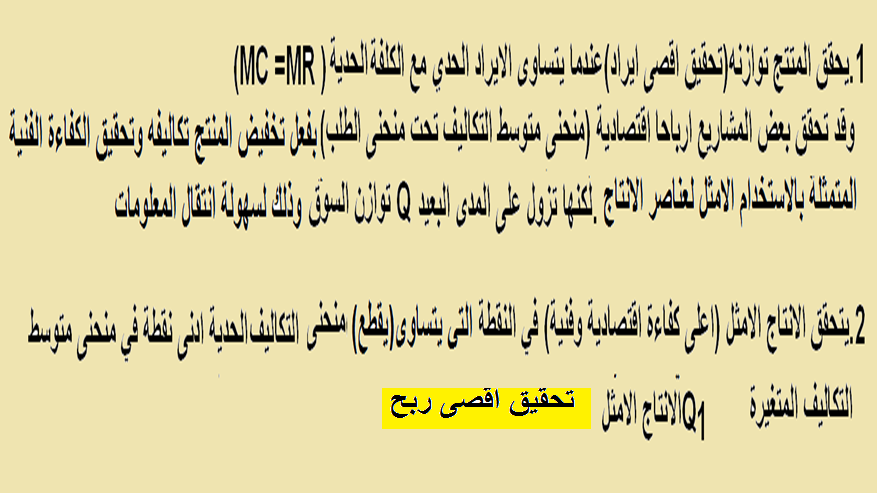 1.يحقق المنتج توازنه(تحقيق اقصى ايراد)عندما يتساوى الايراد الحدي مع الكلفة الحدية ( MC =MR)
وقد تحقق بعض المشاريع ارباحا اقتصادية (منحنى متوسط التكاليف تحت منحنى الطلب) بفعل تخفيض المنتج تكاليفه وتحقيق الكفاءة الفنية
المتمثلة بالاستخدام الامثل لعناصر الانتاج .لكنها تزول على المدى البعيد Q توازن السوق وذلك لسهولة انتقال المعلومات
2.يتحقق الانتاج الامثل (اعلى كفاءة اقتصادية وفنية) في النقطة التي يتساوى(يقطع) منحنى التكاليف الحدية ادنى نقطة في منحنى متوسط
التكاليف المتغيرة Q1الانتاج الامثل تحقيق اقصى ربح